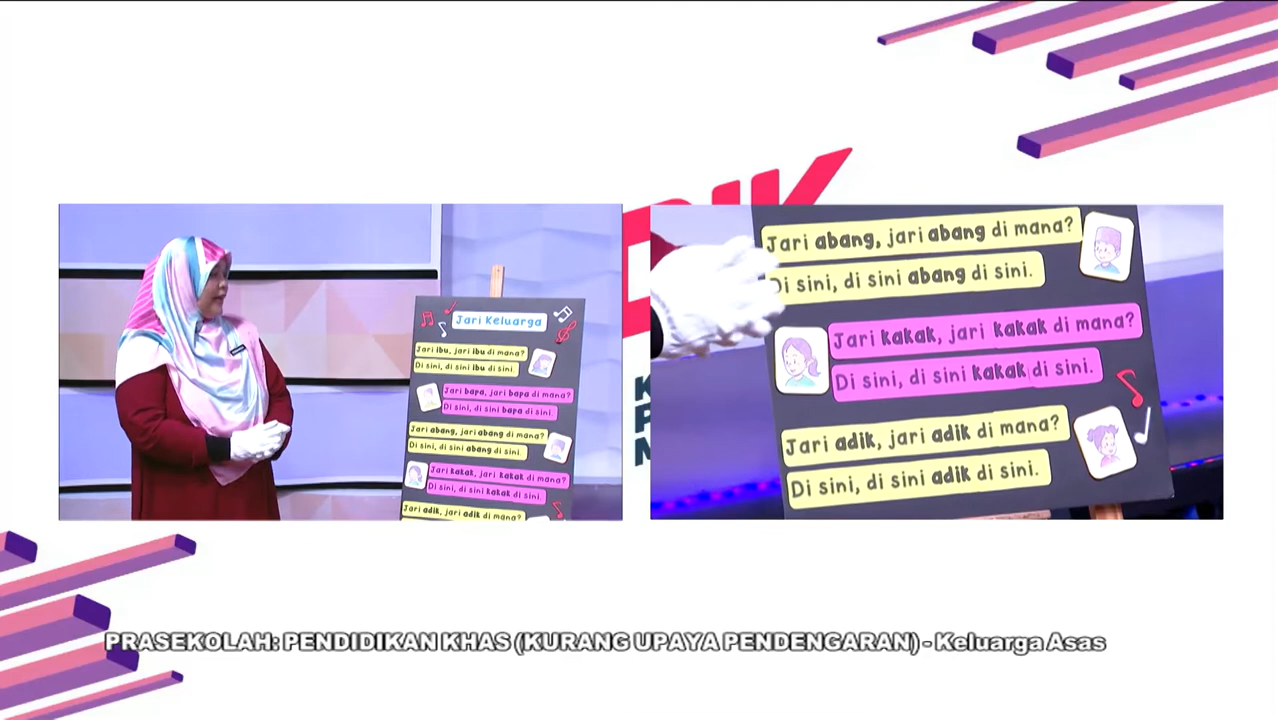 Jari Keluarga
Jari ibu, jari ibu di mana?
Di sini, di sini ibu di sini.
Jari bapa, jari bapa di mana?
Di sini, di sini bapa di sini.
Jari abang, jari abang di mana?
Di sini, di sini abang di sini.
Jari kakak, jari kakak di mana?
Di sini, di sini kakak di sini.
Jari adik, jari adik di mana?
Jari abang, jari abang di mana?
Di sini, di sini abang di sini.
Jari kakak, jari kakak di mana?
Di sini, di sini kakak di sini.
Jari adik, jari adik di mana?
Di sini, di sini adik di sini.
PRASEKOLAH: PENDIDIKAN KHAS (KURANG UPAYA PENDENGARAN) - Keluarga Asas